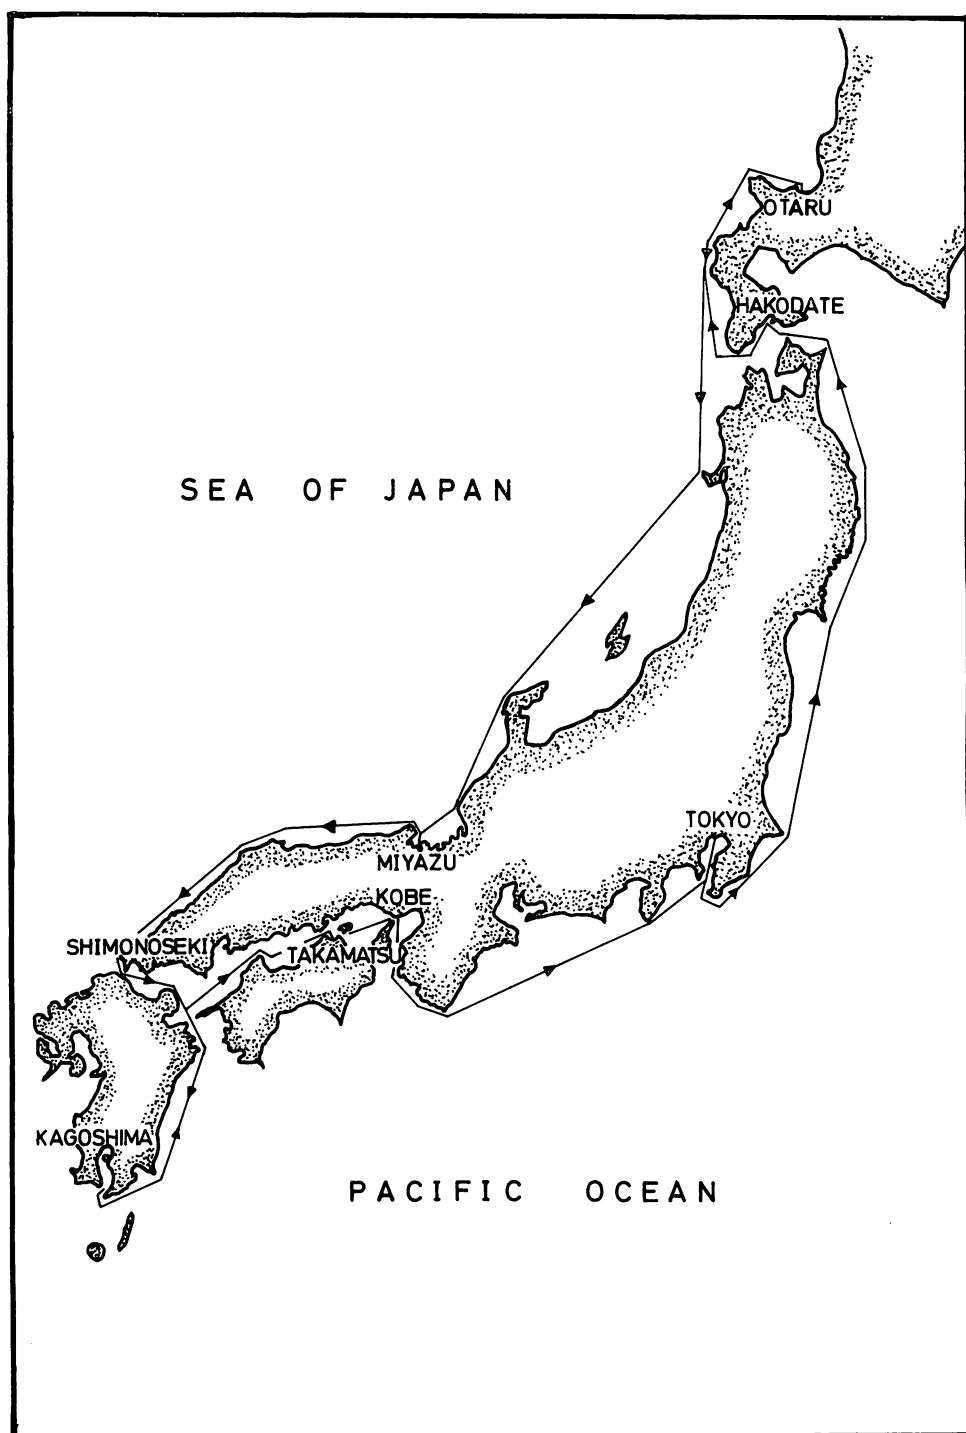 OTARU
HAKODATE
SEA OF JAPAN
TOKYO
MIYAZU
KOBE
SHIMONOSEKI
TAKAMATSU
KAGOSHIMA
PACIFIC OCEAN